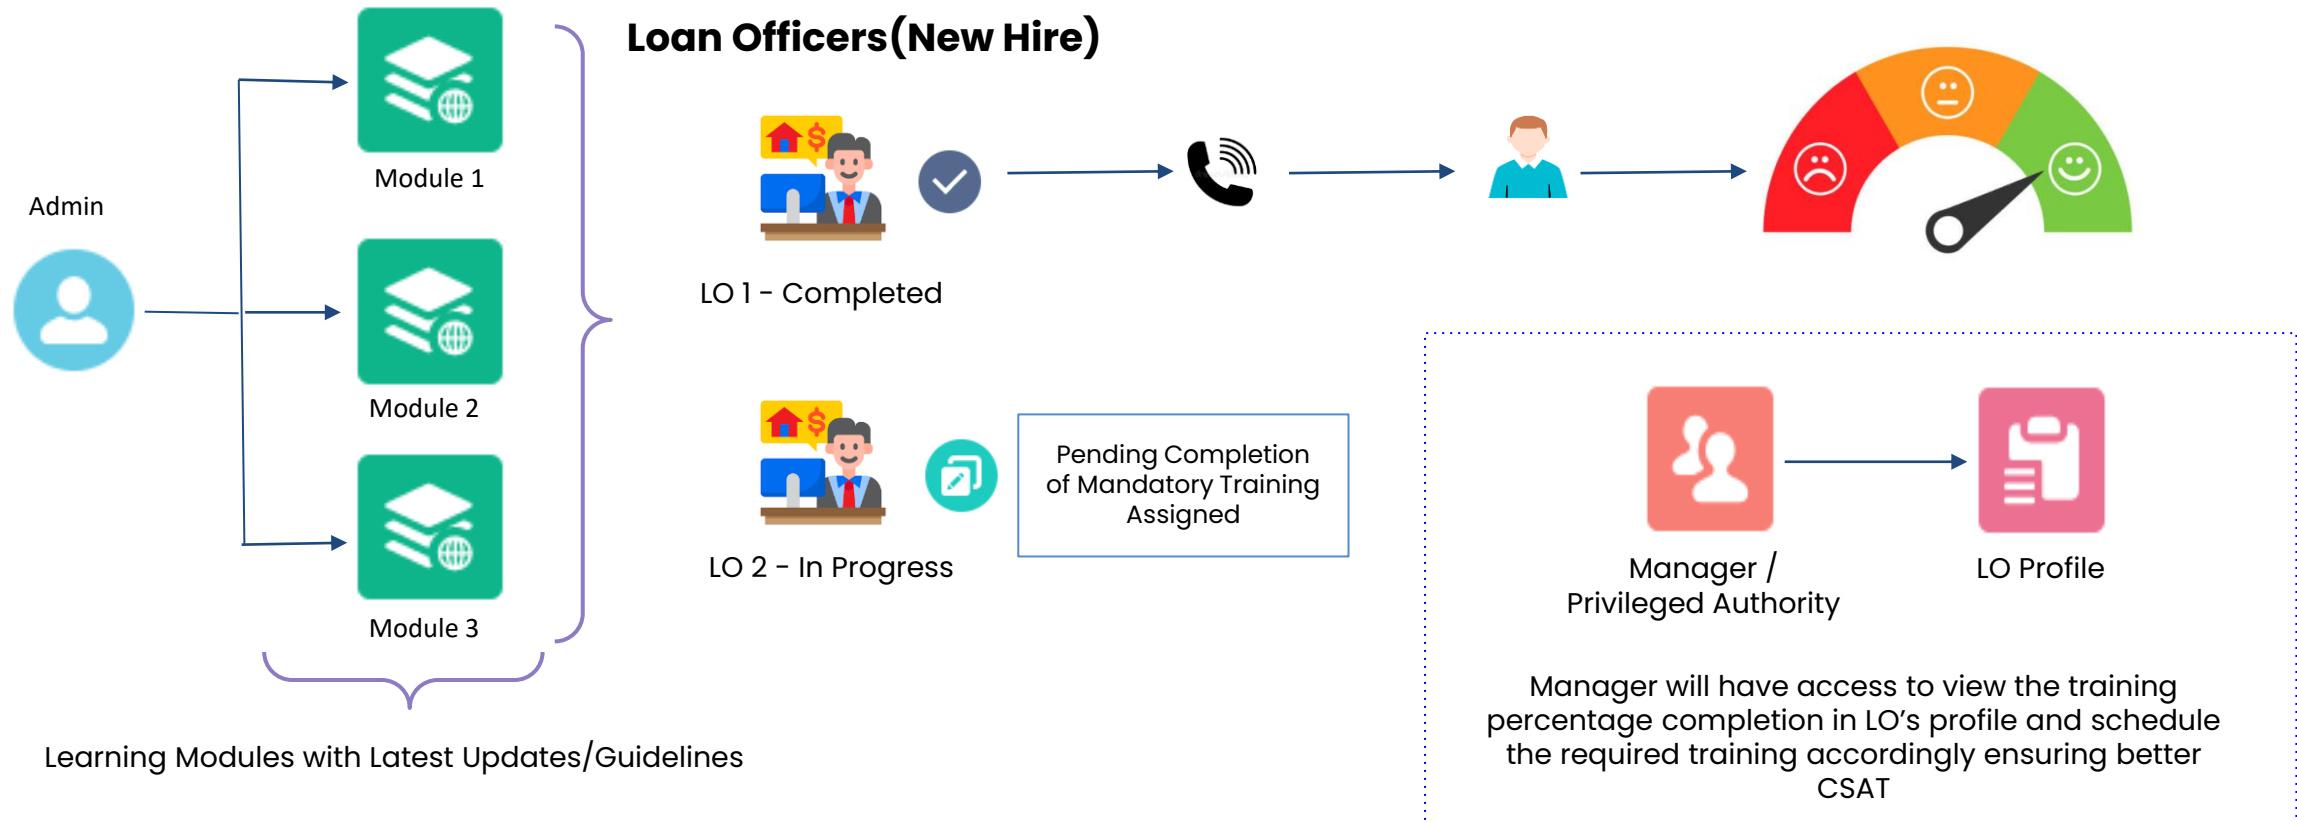 Loan Officers(New Hire)
Admin
Module 1
Module 2
Module 3
Learning Modules with Latest Updates/Guidelines
$
LO 1 - Completed
$
LO 2 - In Progress
Pending Completion
of Mandatory Training
Assigned
Manager /
Privileged Authority
LO Profile
Manager will have access to view the training
percentage completion in LO’s profile and schedule
the required training accordingly ensuring better
CSAT